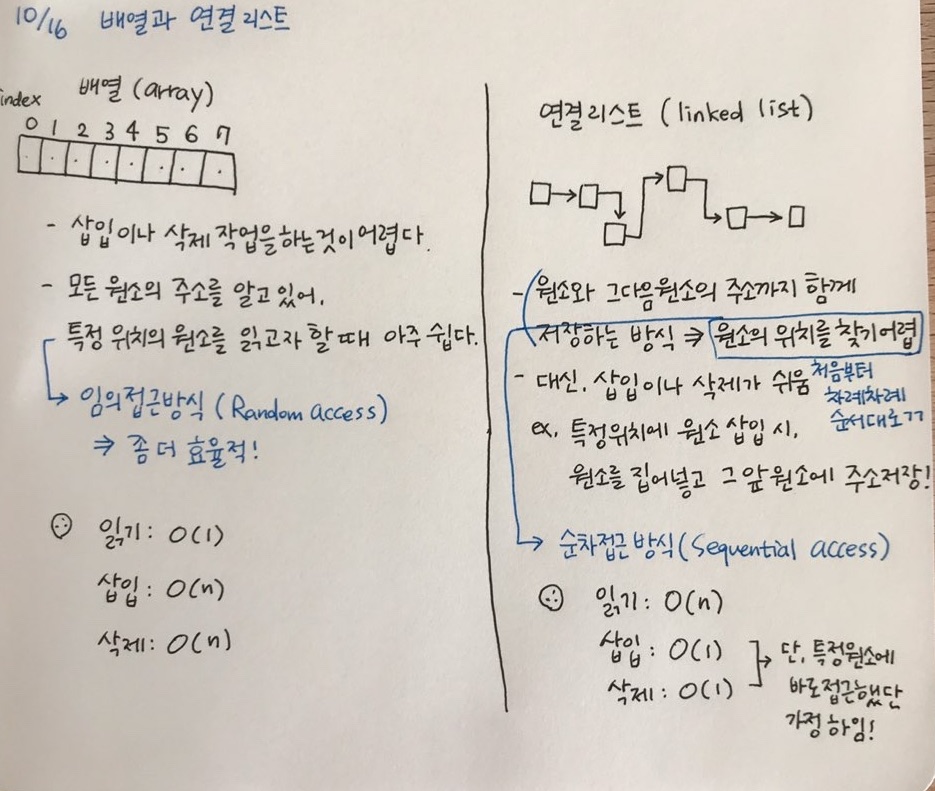 10/16 배열과 연결리스트
배열 (array)
index
0 1 2 3 4 5 6 7
- 삽입이나 삭제 작업을하는것이어렵다.
- 모든 원소의 주소를 알고 있어,
특정 위치의 원소를 읽고자 할 때 아주 쉽다.
↳ 임의접근방식 (Random access)
⇒ 좀 더 효율적!
읽기: O(1)
삽입: O(n)
삭제: O(n)
연결리스트 (linked list)
- 원소와 그다음원소의 주소까지 함께
저장하는 방식 ⇒ 원소의 위치를 찾기어렵
처음부터
차례차례
순서대로ㄱㄱ
- 대신, 삽입이나 삭제가 쉬움
ex. 특정위치에 원소 삽입 시,
원소를 집어넣고 그 앞 원소에 주소저장!
→ 순차접근 방식 (Sequential access)
읽기: O(n)
삽입: O(1)
삭제: O(1)
→ 단, 특정원소에
바로접근했단
가정하임!